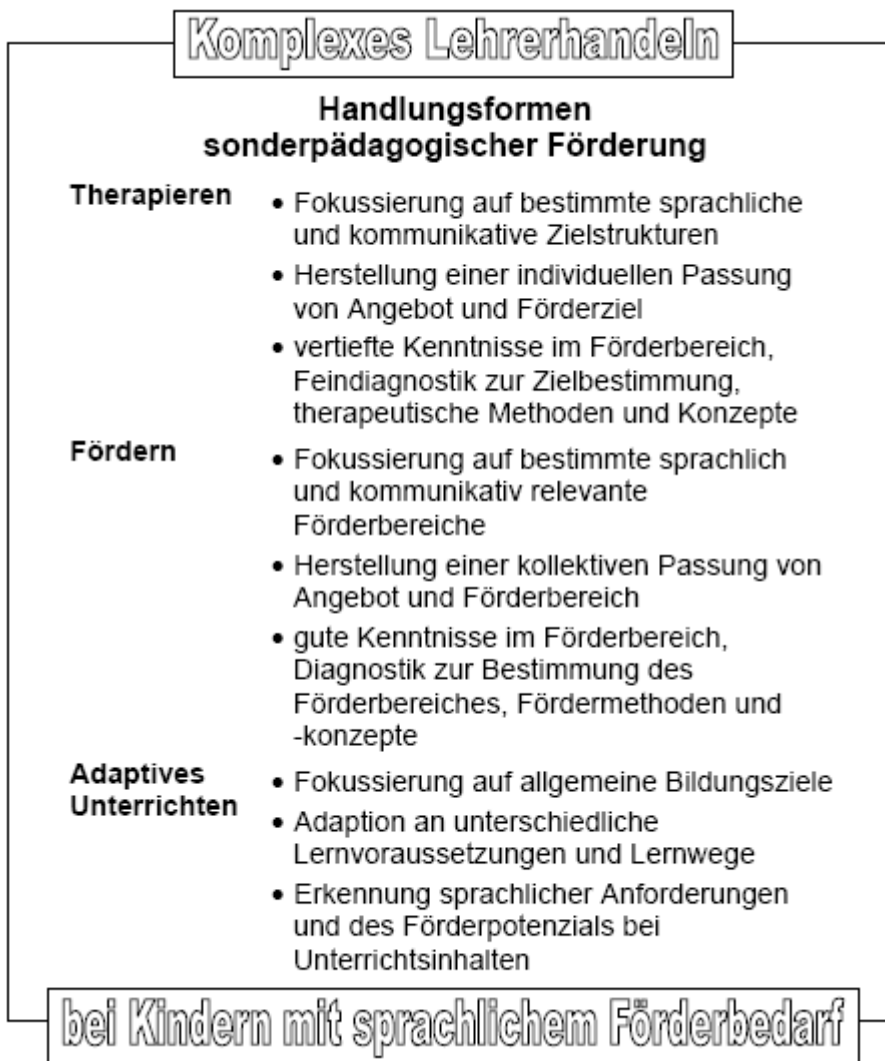 Komplexes Lehrerhandeln
Handlungsformen
sonderpädagogischer Förderung
Therapieren
• Fokussierung auf bestimmte sprachliche
und kommunikative Zielstrukturen
• Herstellung einer individuellen Passung
von Angebot und Förderziel
• vertiefte Kenntnisse im Förderbereich,
Feindiagnostik zur Zielbestimmung,
therapeutische Methoden und Konzepte
Fördern
• Fokussierung auf bestimmte sprachlich
und kommunikativ relevante
Förderbereiche
• Herstellung einer kollektiven Passung von
Angebot und Förderbereich
• gute Kenntnisse im Förderbereich,
Diagnostik zur Bestimmung des
Förderbereiches, Fördermethoden und
-konzepte
Adaptives
Unterrichten
• Fokussierung auf allgemeine Bildungsziele
• Adaption an unterschiedliche
Lernvoraussetzungen und Lernwege
• Erkennung sprachlicher Anforderungen
und des Förderpotenzials bei
Unterrichtsinhalten
bei Kindern mit sprachlichem Förderbedarf